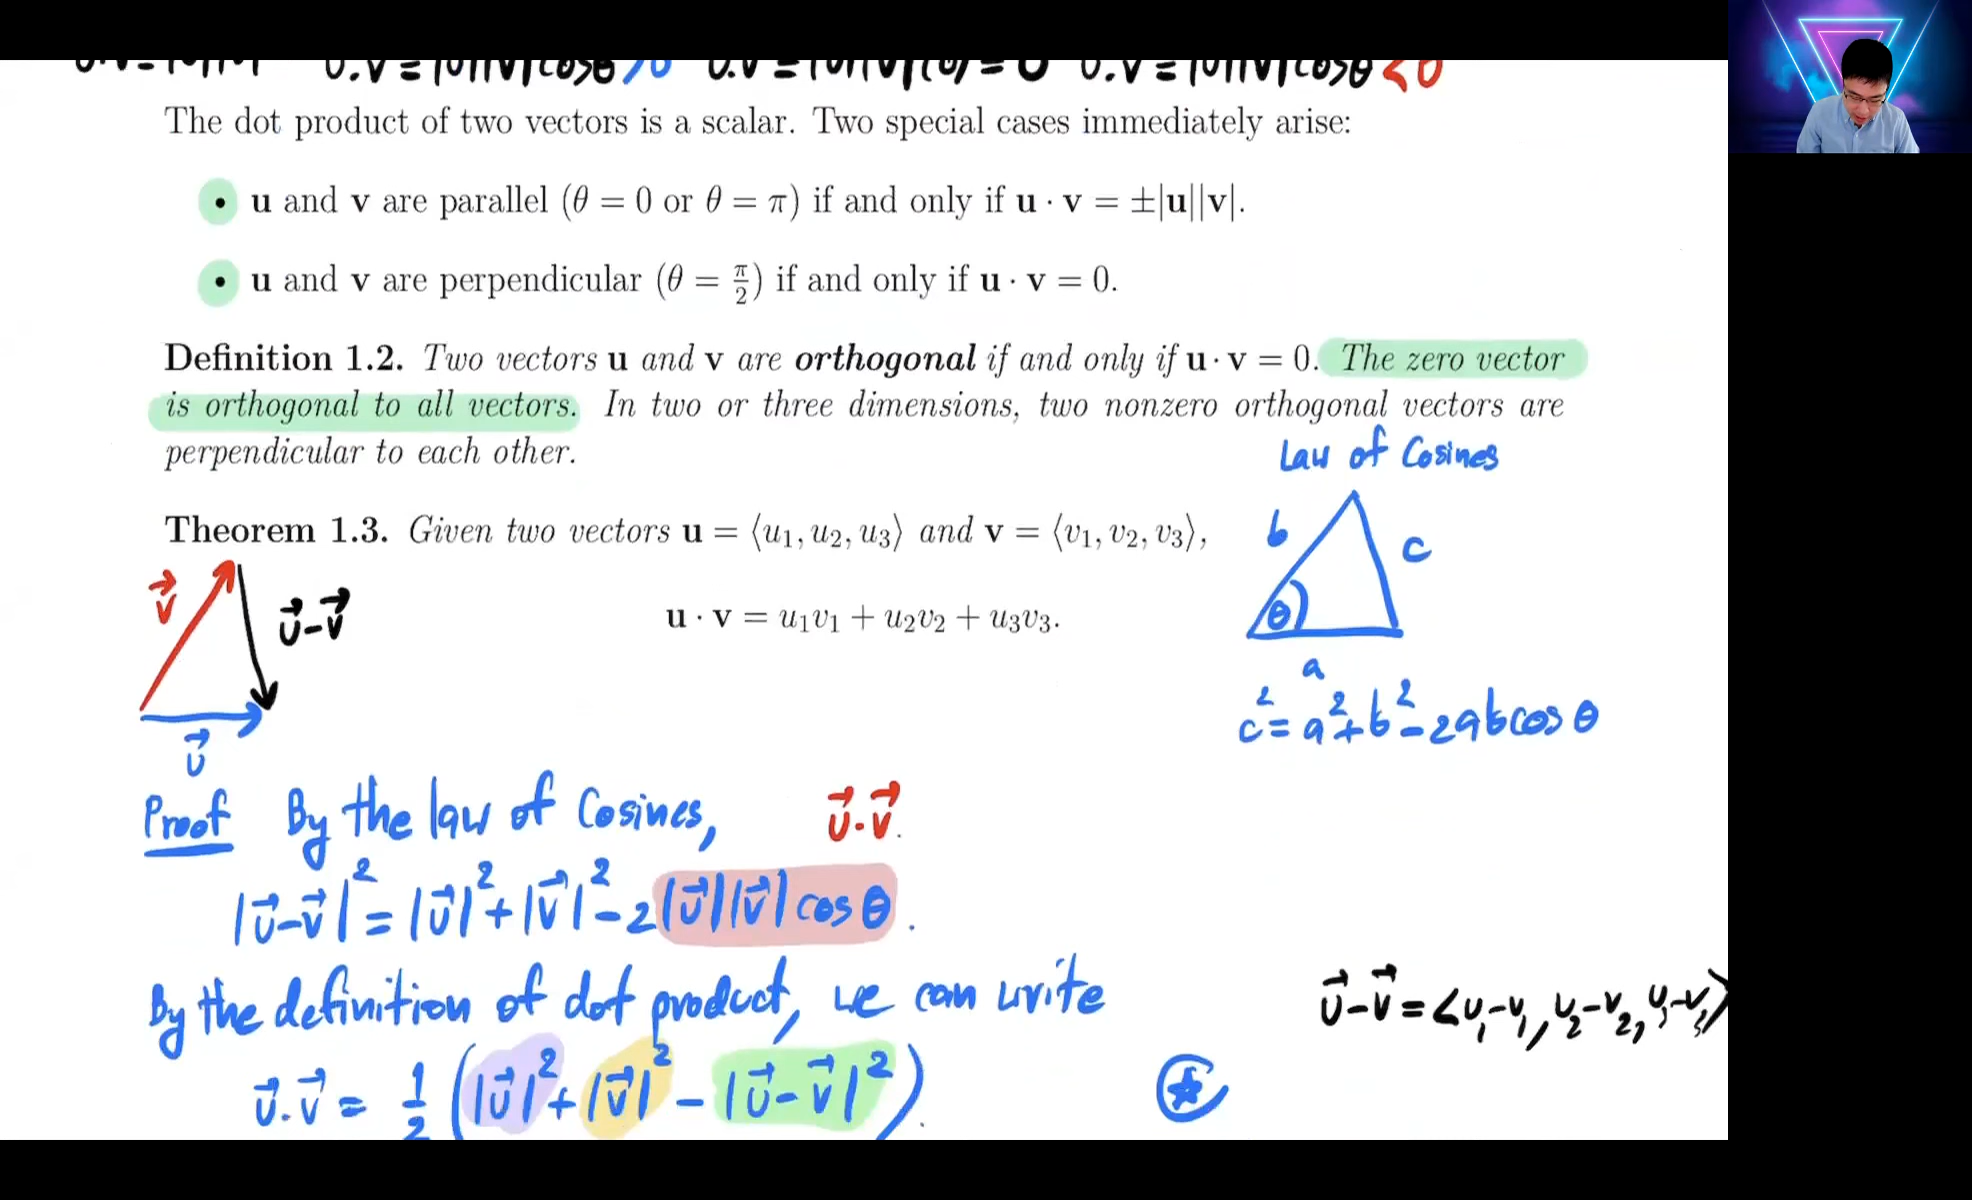 u·v = |u||v| u·v = |u||v|cosθ >0 u·v = |u||v|(0) = 0 u·v = |u||v|cosθ <0
The dot product of two vectors is a scalar. Two special cases immediately arise:
• u and v are parallel (θ = 0 or θ = π) if and only if u · v = ±|u||v|.
• u and v are perpendicular (θ = π/2) if and only if u · v = 0.
Definition 1.2. Two vectors u and v are orthogonal if and only if u · v = 0. The zero vector
is orthogonal to all vectors. In two or three dimensions, two nonzero orthogonal vectors are
perpendicular to each other.
Law of Cosines
Theorem 1.3. Given two vectors u = ⟨u₁, u₂, u₃⟩ and v = ⟨v₁, v₂, v₃⟩,
b
c
θ
a
v⃗
u⃗-v⃗
u · v = u₁v₁ + u₂v₂ + u₃v₃.
u⃗
c² = a² + b² - 2ab cos θ
Proof By the law of Cosines, u⃗·v⃗.
|u⃗-v⃗|² = |u⃗|² + |v⃗|² - 2|u⃗||v⃗| cos θ.
By the definition of dot product, we can write
u⃗-v⃗ = <u₁-v₁, u₂-v₂, u₃-v₃>
u⃗·v⃗ = 1/2 (|u⃗|² + |v⃗|² - |u⃗-v⃗|²).